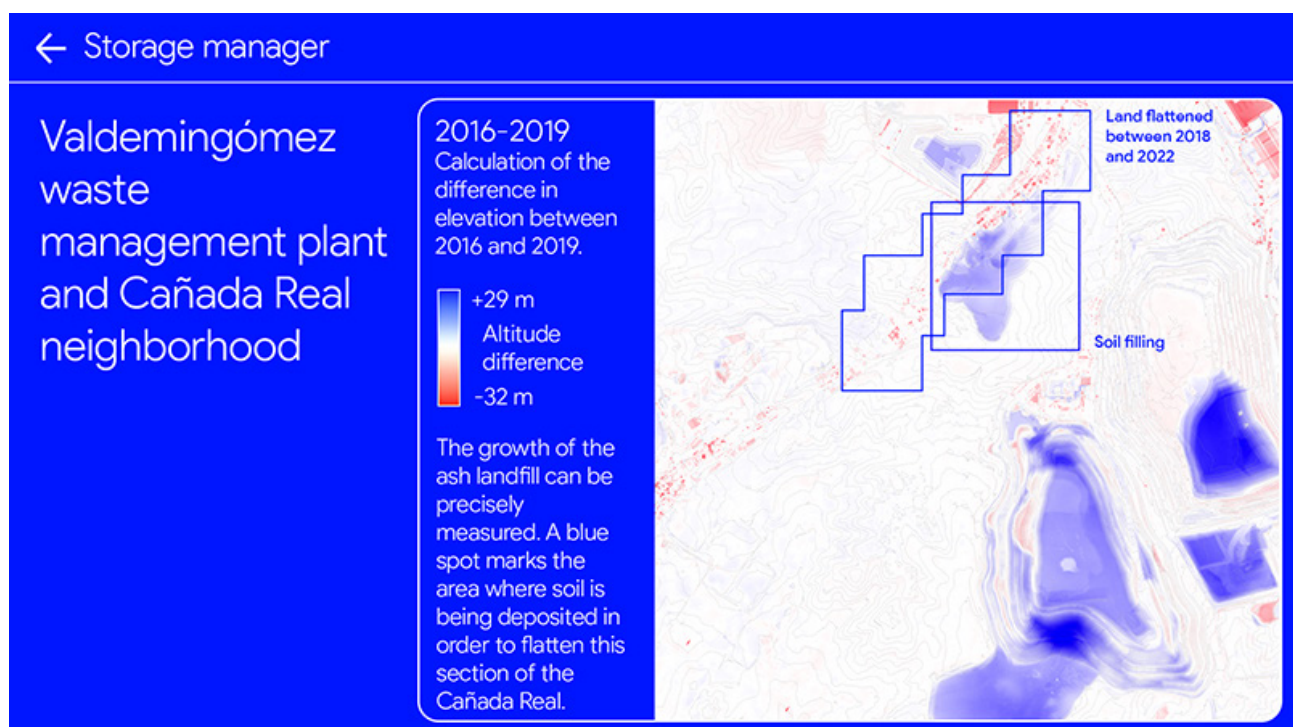 ← Storage manager
Valdemingómez
waste
management plant
and Cañada Real
neighborhood
2016-2019
Calculation of the
difference in
elevation between
2016 and 2019.
+29 m
Altitude
difference
-32 m
The growth of the
ash landfill can be
precisely
measured. A blue
spot marks the
area where soil is
being deposited in
order to flatten this
section of the
Cañada Real.
Land flattened
between 2018
and 2022
Soil filling